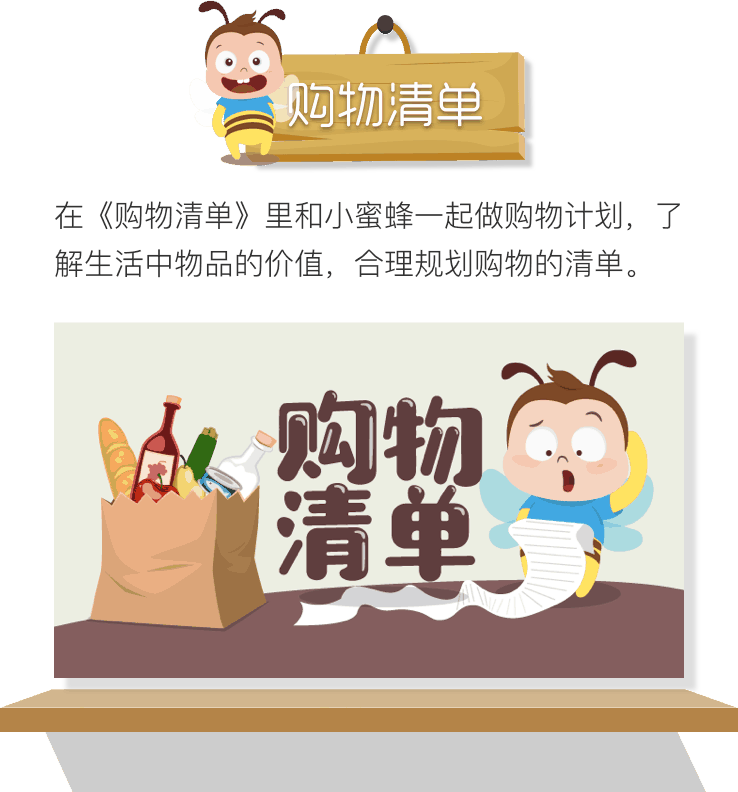 购物清单
在《购物清单》里和小蜜蜂一起做购物计划，了
解生活中物品的价值，合理规划购物的清单。
购物
清单